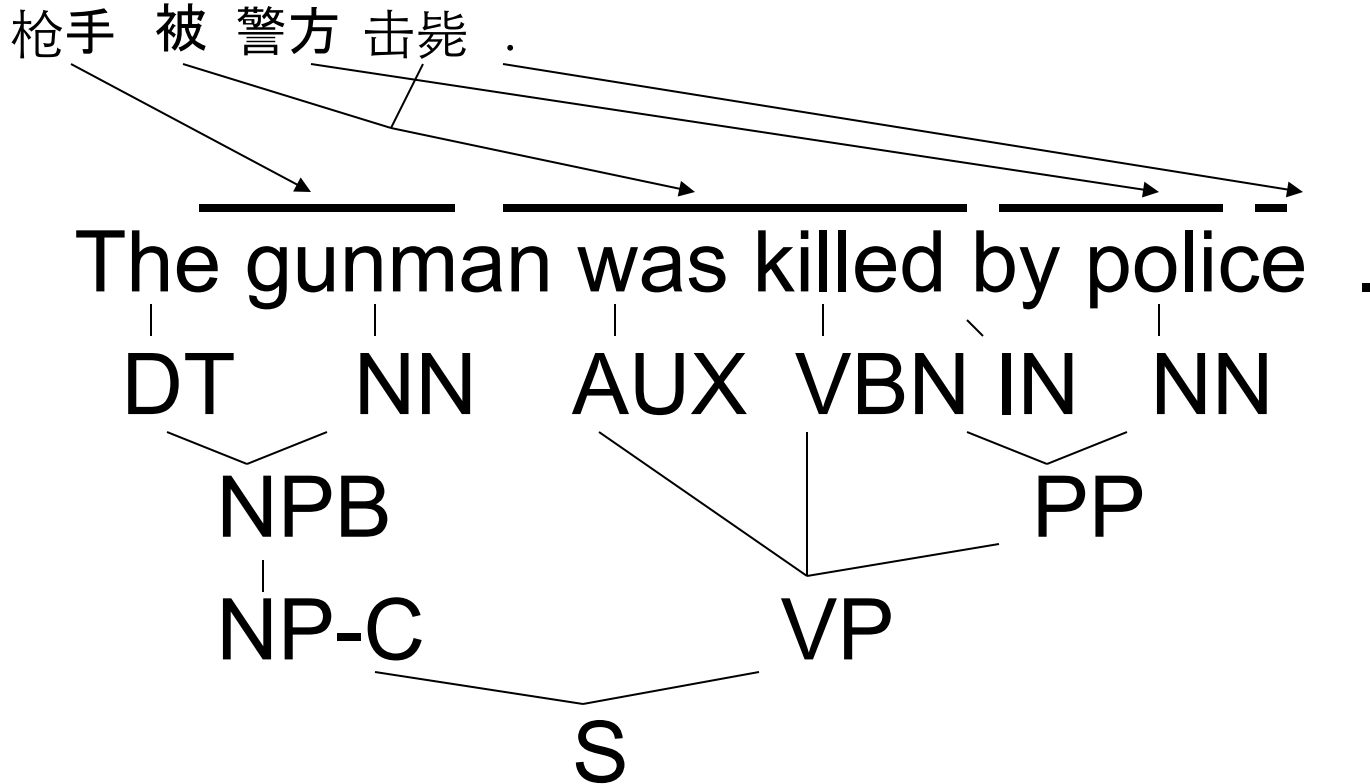 枪手 被 警方 击毙 .
The gunman was killed by police .
DT NN AUX VBN IN NN
NPB PP
NP-C VP
S